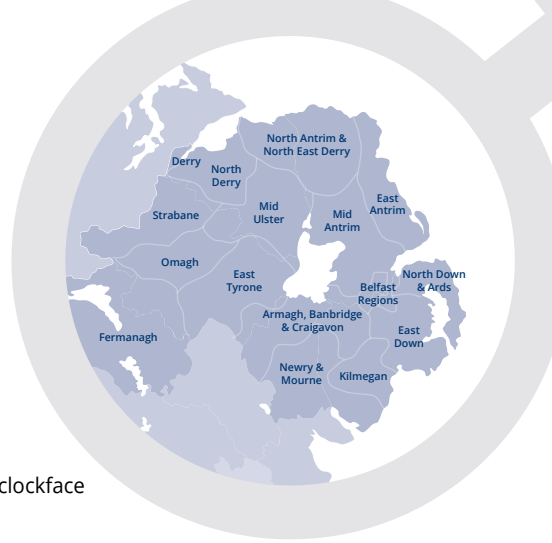 North Antrim &
North East Derry
Derry
North
Derry
East
Antrim
Mid
Ulster
Mid
Antrim
Strabane
Omagh
East
Tyrone
North Down
& Ards
Belfast
Regions
Armagh, Banbridge
& Craigavon
East
Down
Fermanagh
Newry &
Mourne
Kilmegan
clockface